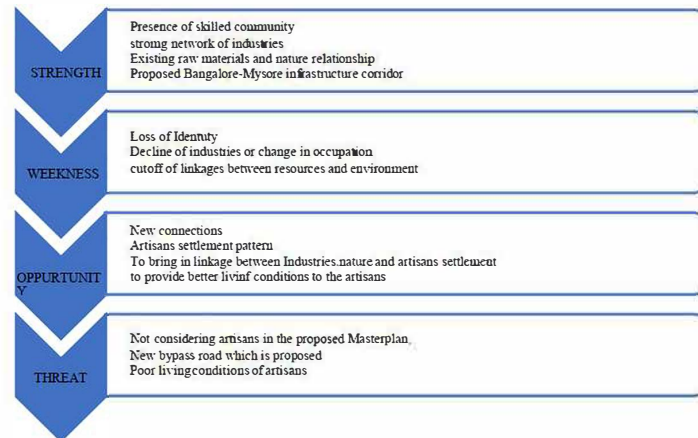 STRENGTH
Presence of skilled community
stromg network of industries
Existing raw materials and nature relationship
Proposed Bangalore-Mysore infrastructure corridor
WEEKNESS
Loss of Identuty
Decline of industries or change in occupation
cutoff of linkages between resources and environment
OPPURTUNIT
Y
New connections
Artisans settlement pattern
To bring in linkage between Industries.nature and artisans settlement
to provide better livinf conditions to the artisans
THREAT
Not considering artisans in the proposed Masterplan,
New bypass road which is proposed
Poor living conditions of artisans